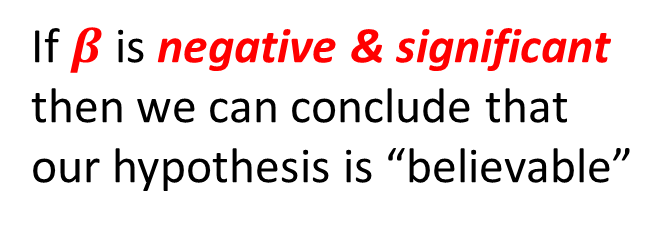 If β is negative & significant
then we can conclude that
our hypothesis is “believable”